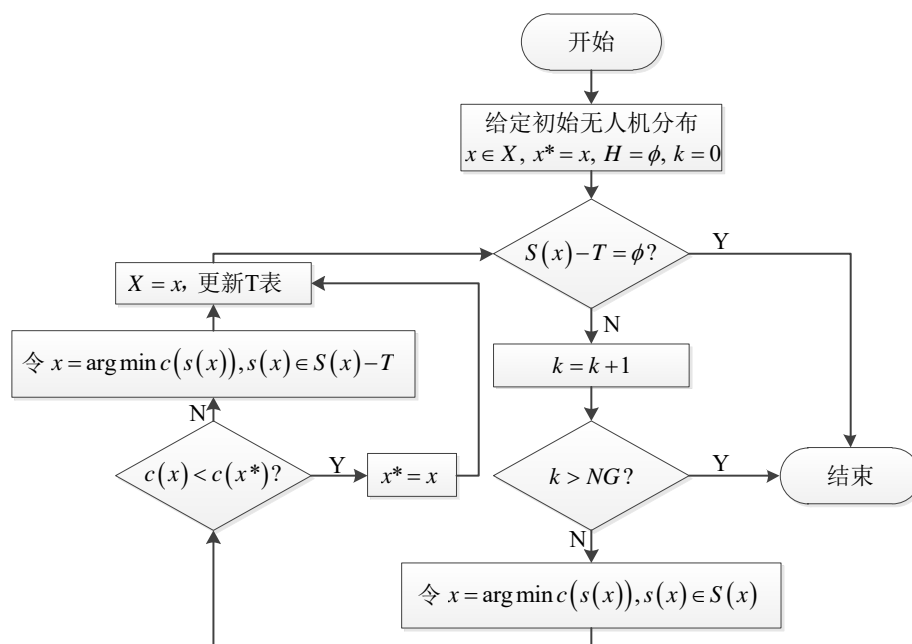 开始
给定初始无人机分布
x ∈ X, x* = x, H = ϕ, k = 0
S(x) − T = ϕ?
Y
N
X = x, 更新T表
k = k + 1
令 x = arg min c(s(x)), s(x) ∈ S(x) − T
N
c(x) < c(x*)?
Y
x* = x
k > NG?
Y
结束
N
令 x = arg min c(s(x)), s(x) ∈ S(x)